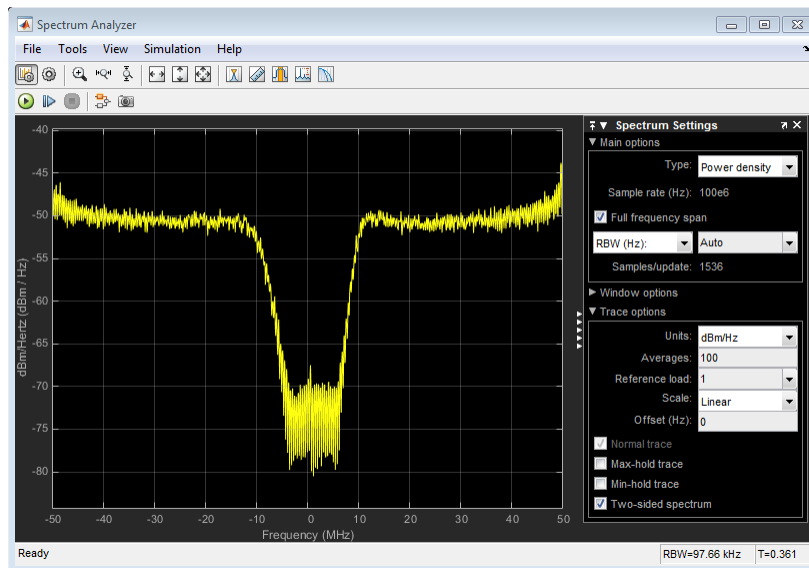 Spectrum Analyzer
File Tools View Simulation Help
Spectrum Settings
Main options
Type: Power density
Sample rate (Hz): 100e6
Full frequency span
RBW (Hz): Auto
Samples/update: 1536
Window options
Trace options
Units: dBm/Hz
Averages: 100
Reference load: 1
Scale: Linear
Offset (Hz): 0
Normal trace
Max-hold trace
Min-hold trace
Two-sided spectrum
dBm/Hertz (dBm / Hz)
-40
-45
-50
-55
-60
-65
-70
-75
-80
-50 -40 -30 -20 -10 0 10 20 30 40 50
Frequency (MHz)
Ready RBW=97.66 kHz T=0.361